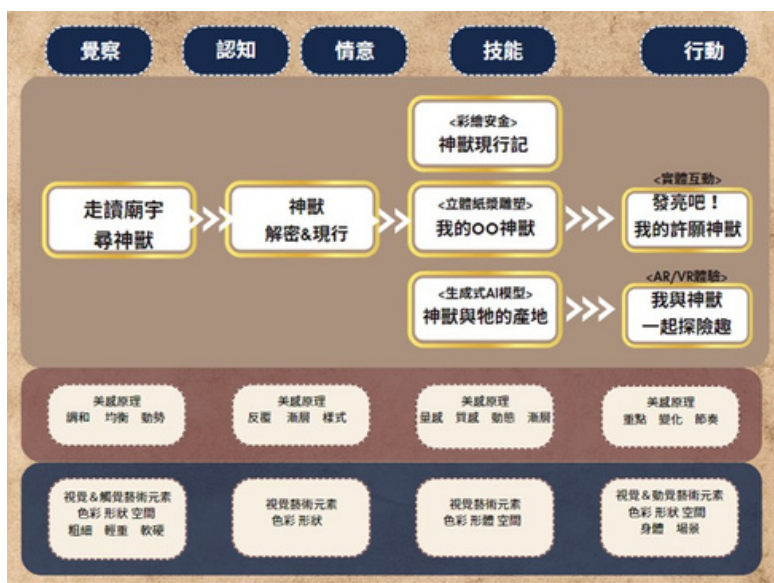 覺察
認知
情意
技能
行動
走讀廟宇
尋神獸
神獸
解密&現行
<彩繪安金>
神獸現行記
<立體紙漿雕塑>
我的OO神獸
<生成式AI模型>
神獸與牠的產地
<實體互動>
發亮吧！
我的許願神獸
<AR/VR體驗>
我與神獸
一起探險趣
美感原理
調和 均衡 動勢
美感原理
反覆 漸層 樣式
美感原理
量感 質感 動態 漸層
美感原理
重點 變化 節奏
視覺&觸覺藝術元素
色彩 形狀 空間
粗細 輕重 軟硬
視覺藝術元素
色彩 形狀
視覺藝術元素
色彩 形體 空間
視覺&動覺藝術元素
色彩 形狀 空間
身體 場景